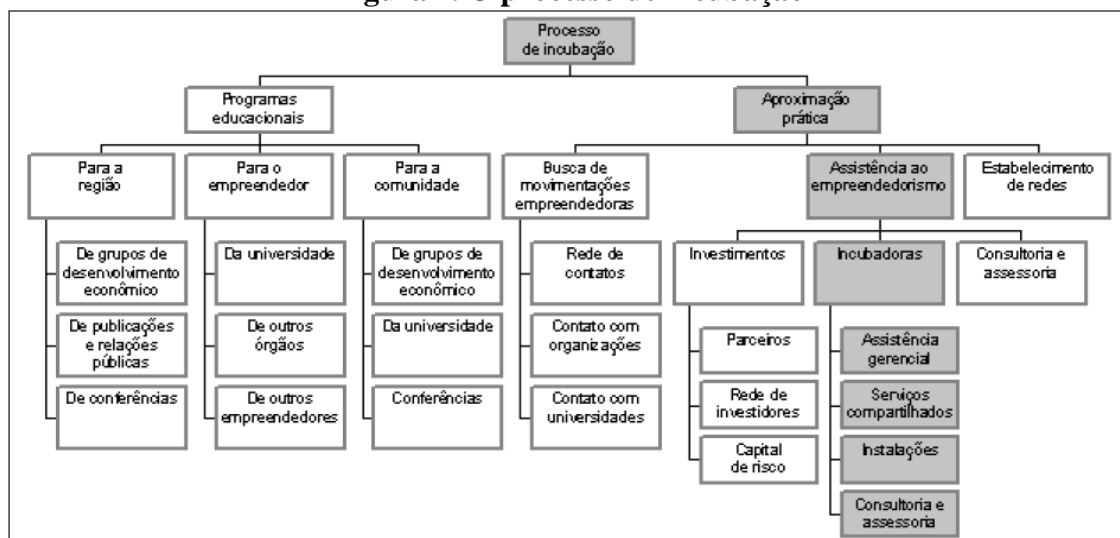 Processo
de incubação
Programas
educacionais
Aproximação
prática
Para a
região
Para o
empreendedor
Para a
comunidade
Busca de
movimentações
empreendedoras
Assistência ao
empreendedorismo
Estabelecimento
de redes
De grupos de
desenvolvimento
econômico
De publicações
e relações
públicas
De conferências
Da universidade
De outros
órgãos
De outros
empreendedores
De grupos de
desenvolvimento
econômico
Da universidade
Conferências
Rede de
contatos
Contato com
organizações
Contato com
universidades
Investimentos
Parceiros
Rede de
investidores
Capital
de risco
Incubadoras
Assistência
gerencial
Serviços
compartilhados
Instalações
Consultoria e
assessoria
Consultoria e
assessoria